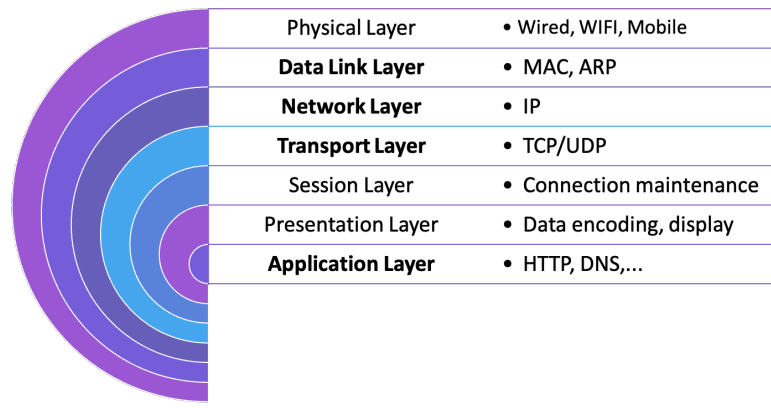 Physical Layer • Wired, WIFI, Mobile
Data Link Layer • MAC, ARP
Network Layer • IP
Transport Layer • TCP/UDP
Session Layer • Connection maintenance
Presentation Layer • Data encoding, display
Application Layer • HTTP, DNS,...